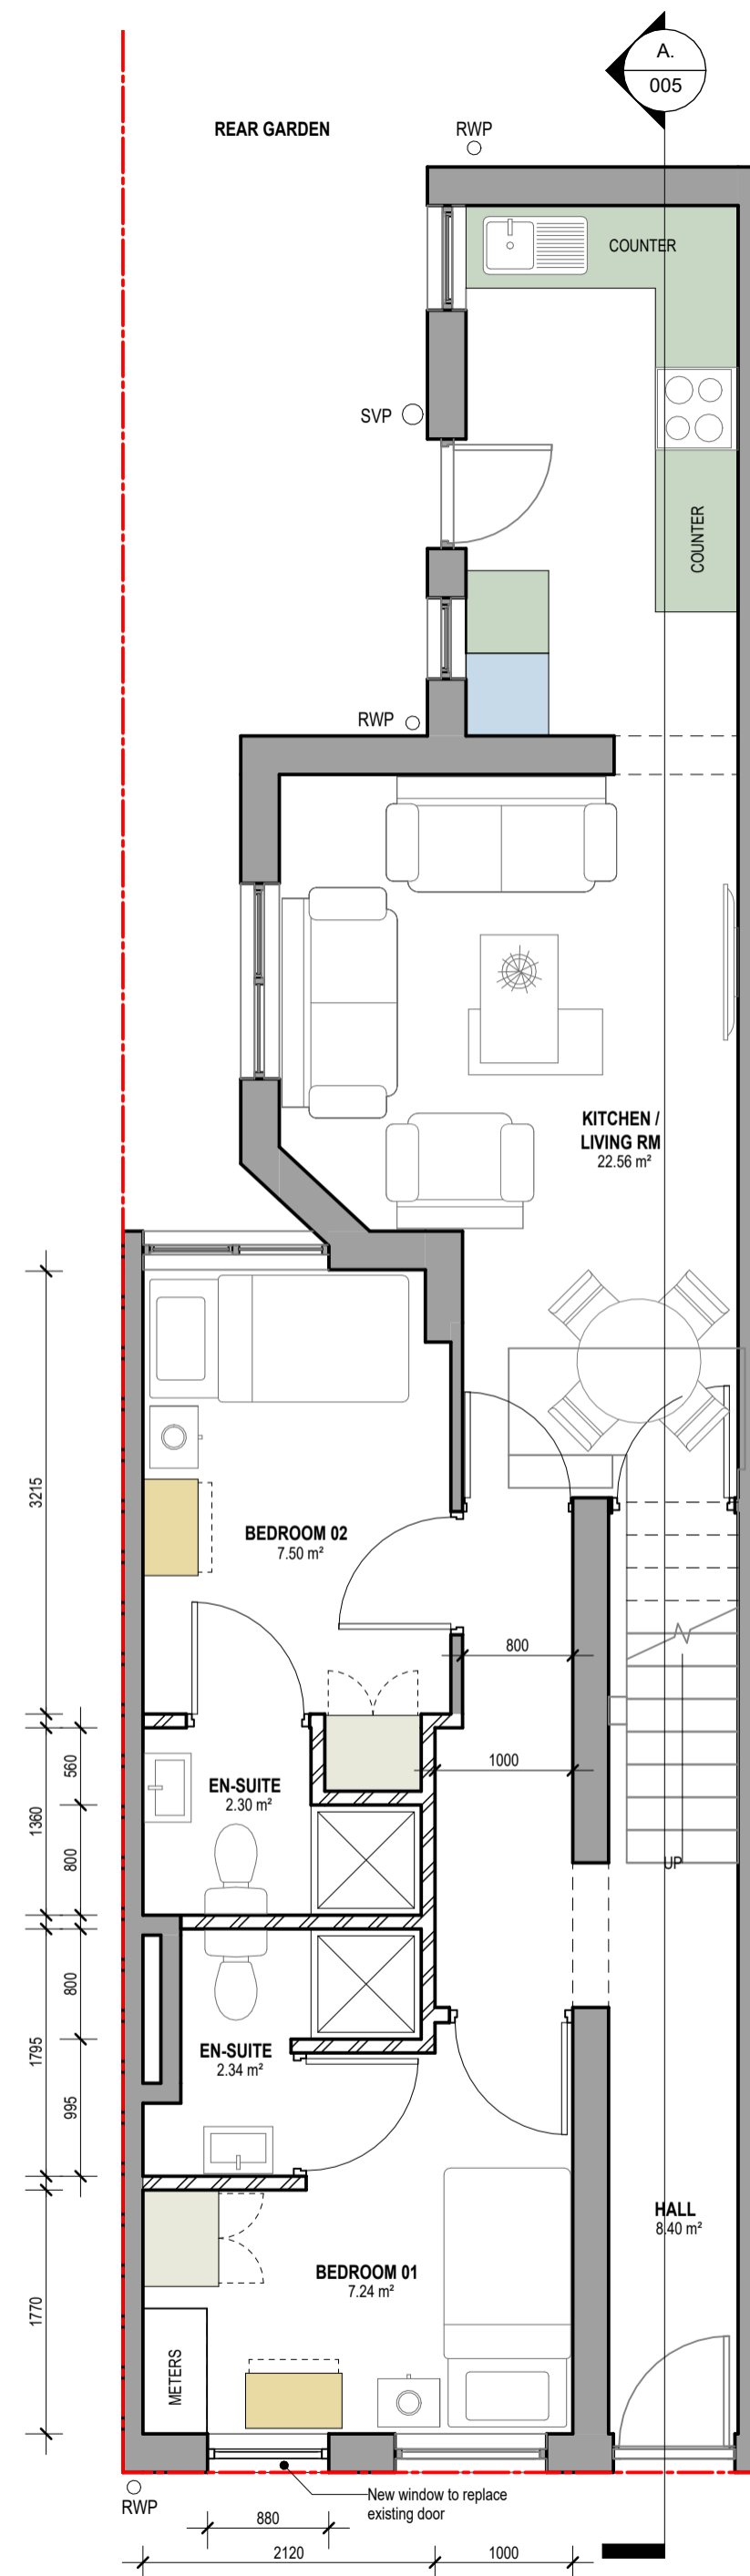 A.
005
REAR GARDEN
RWP
COUNTER
SVP
COUNTER
RWP
KITCHEN /
LIVING RM
22.56 m²
3215
BEDROOM 02
7.50 m²
800
560
1360
EN-SUITE
2.30 m²
1000
800
UP
800
1795
EN-SUITE
2.34 m²
995
HALL
8.40 m²
BEDROOM 01
7.24 m²
1770
METERS
RWP
New window to replace
existing door
880
2120
1000